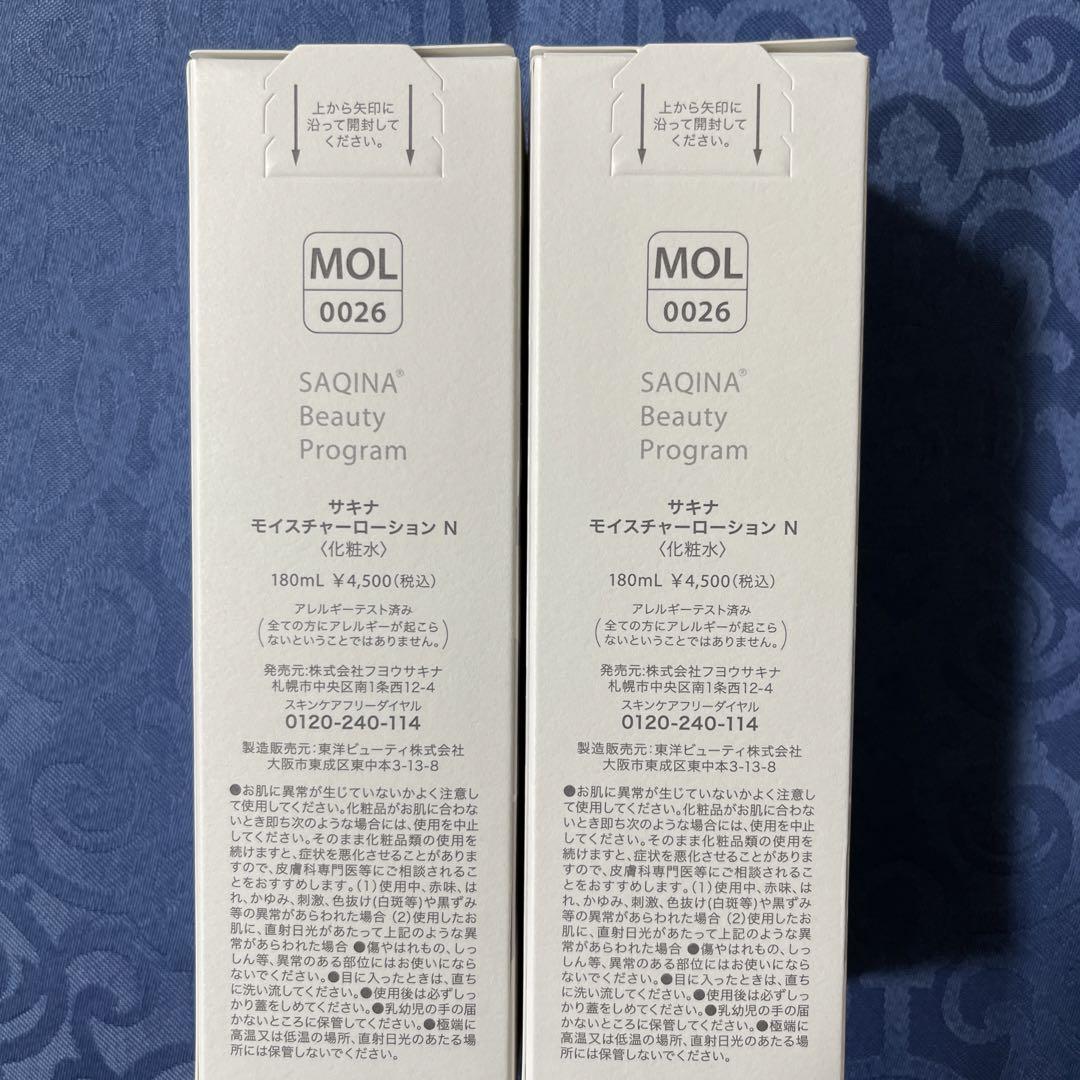 上から矢印に
沿って開封して
ください。
MOL
0026
SAQINA®
Beauty
Program
サキナ
モイスチャーローション N
〈化粧水〉
180mL ￥4,500(税込)
アレルギーテスト済み
(全ての方にアレルギーが起こら
ないということではありません。)
発売元:株式会社フヨウサキナ
札幌市中央区南1条西12-4
スキンケアフリーダイヤル
0120-240-114
製造販売元:東洋ビューティ株式会社
大阪市東成区東中本3-13-8
●お肌に異常が生じていないかよく注意し
て使用してください。化粧品がお肌に合わな
いとき即ち次のような場合には、使用を中止
してください。そのまま化粧品類の使用を
続けますと、症状を悪化させることがありま
すので、皮膚科専門医等にご相談されるこ
とをおすすめします。(1)使用中、赤味、は
れ、かゆみ、刺激、色抜け(白斑等)や黒ずみ
等の異常があらわれた場合 (2)使用したお
肌に、直射日光があたって上記のような異
常があらわれた場合 ●傷やはれもの、しっ
しん等、異常のある部位にはお使いになら
ないでください。●目に入ったときは、直ち
に洗い流してください。●使用後は必ずしっ
かり蓋をしめてください。●乳幼児の手の届
かないところに保管してください。●極端に
高温又は低温の場所、直射日光のあたる場
所には保管しないでください。
上から矢印に
沿って開封して
ください。
MOL
0026
SAQINA®
Beauty
Program
サキナ
モイスチャーローション N
〈化粧水〉
180mL ￥4,500(税込)
アレルギーテスト済み
(全ての方にアレルギーが起こら
ないということではありません。)
発売元:株式会社フヨウサキナ
札幌市中央区南1条西12-4
スキンケアフリーダイヤル
0120-240-114
製造販売元:東洋ビューティ株式会社
大阪市東成区東中本3-13-8
●お肌に異常が生じていないかよく注意し
て使用してください。化粧品がお肌に合わな
いとき即ち次のような場合には、使用を中止
してください。そのまま化粧品類の使用を
続けますと、症状を悪化させることがありま
すので、皮膚科専門医等にご相談されるこ
とをおすすめします。(1)使用中、赤味、は
れ、かゆみ、刺激、色抜け(白斑等)や黒ずみ
等の異常があらわれた場合 (2)使用したお
肌に、直射日光があたって上記のような異
常があらわれた場合 ●傷やはれもの、しっ
しん等、異常のある部位にはお使いになら
ないでください。●目に入ったときは、直ち
に洗い流してください。●使用後は必ずしっ
かり蓋をしめてください。●乳幼児の手の届
かないところに保管してください。●極端に
高温又は低温の場所、直射日光のあたる場
所には保管しないでください。